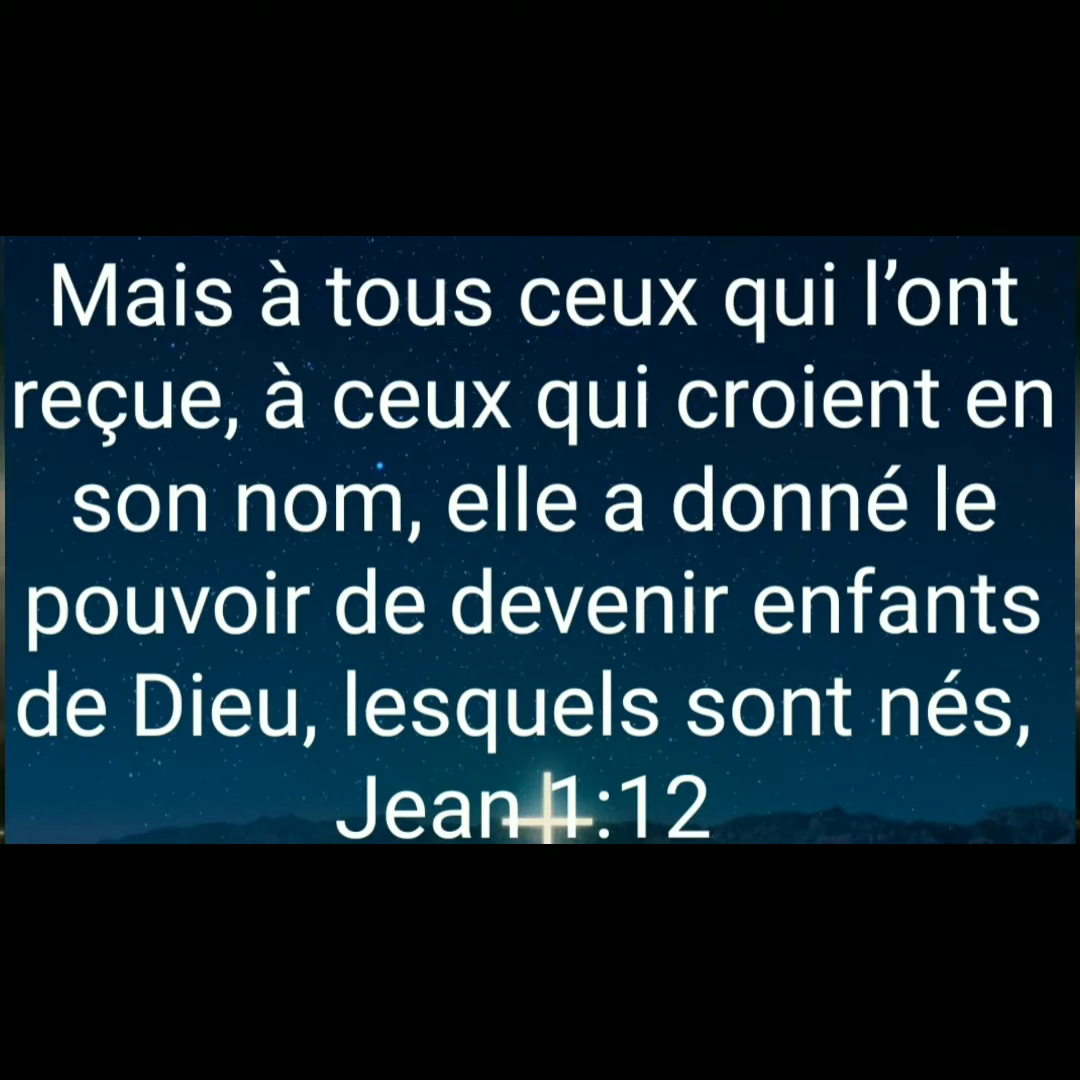 Mais à tous ceux qui l’ont
reçue, à ceux qui croient en
son nom, elle a donné le
pouvoir de devenir enfants
de Dieu, lesquels sont nés,
Jean 1:12